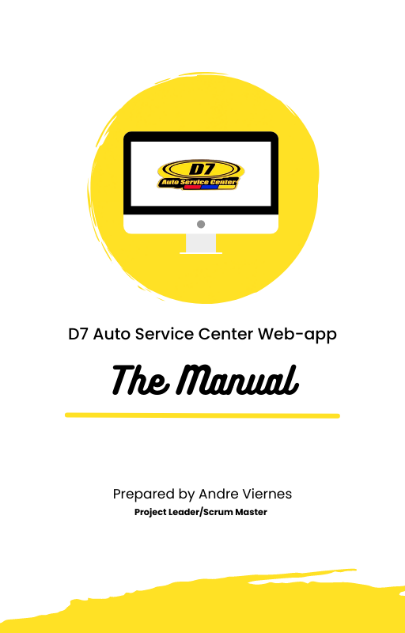 D7
Auto Service Center
D7 Auto Service Center Web-app
The Manual
Prepared by Andre Viernes
Project Leader/Scrum Master